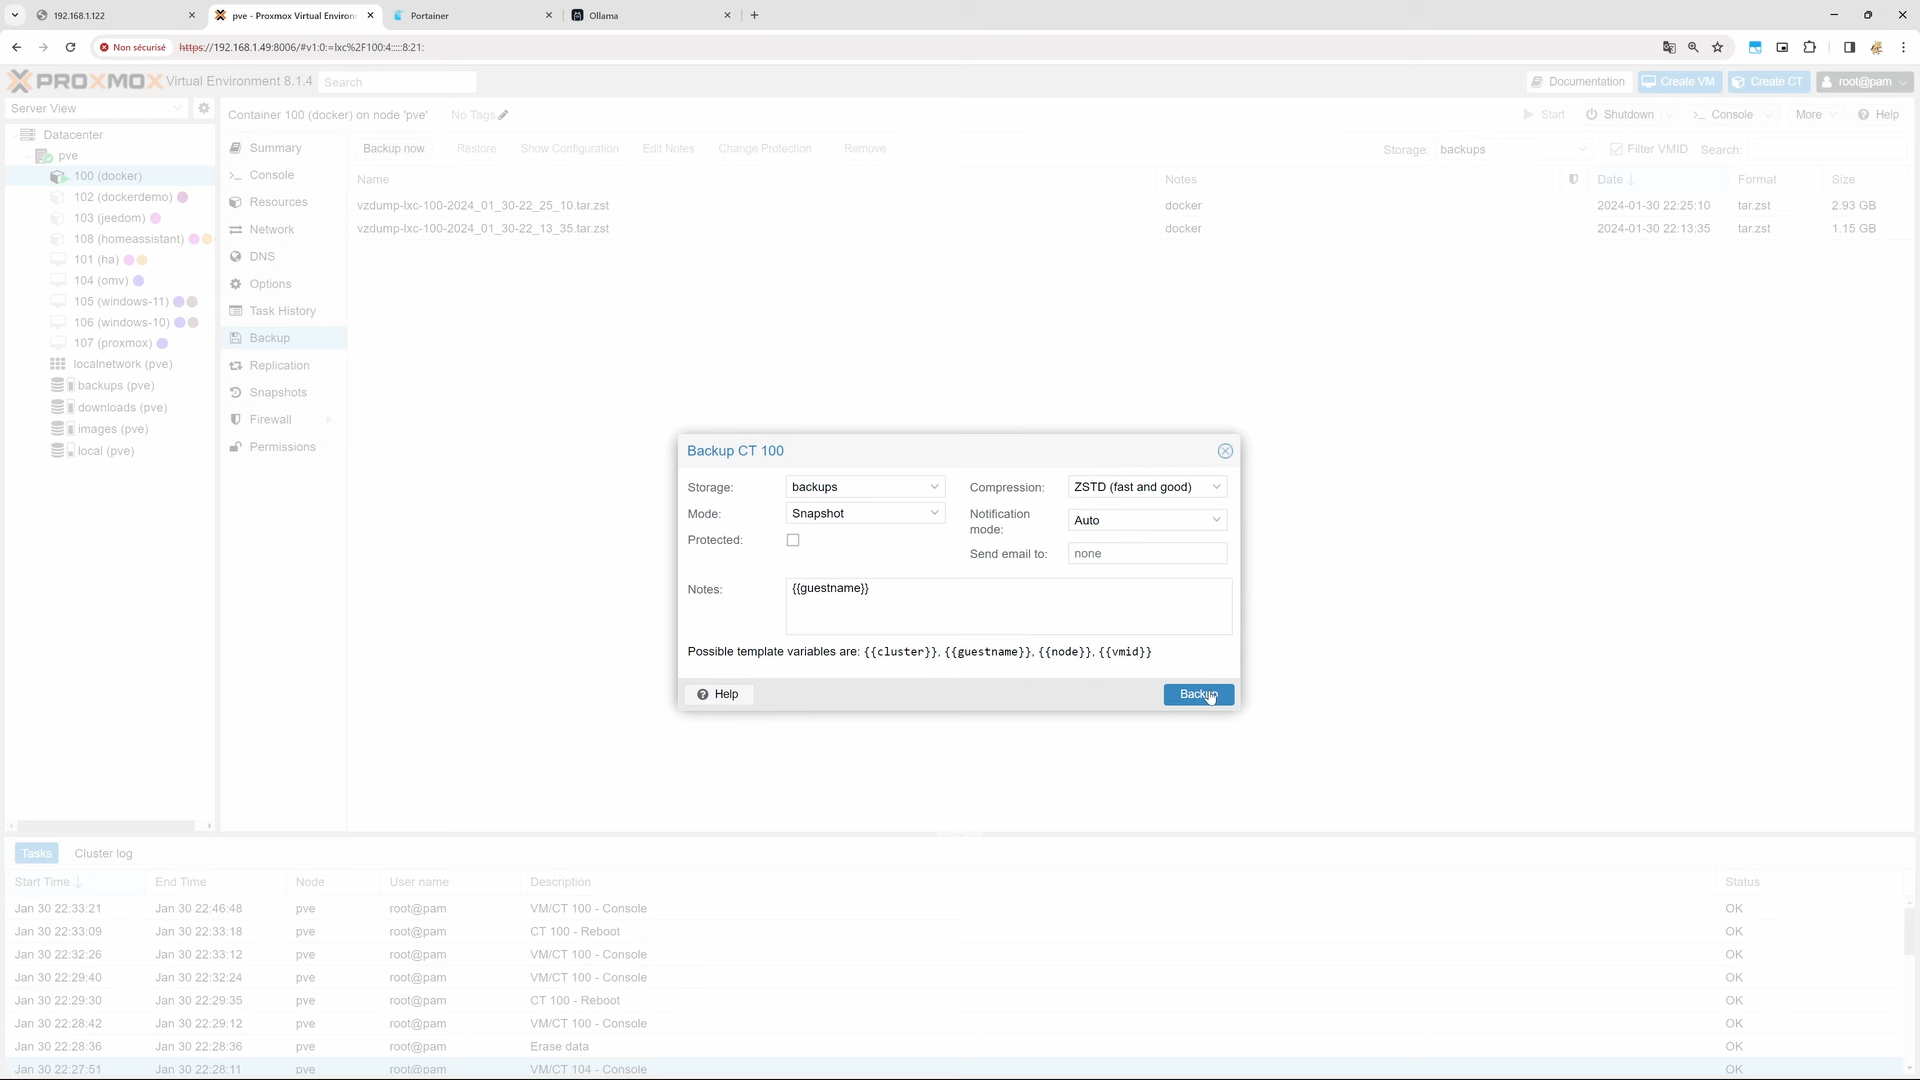 192.168.1.122
pve - Proxmox Virtual Environ
Portainer
Ollama
Non sécurisé
https://192.168.1.49:8006/#v1:0:=lxc%2F100:4:::::8:21:
PROXMOX Virtual Environment 8.1.4
Search
Documentation
Create VM
Create CT
root@pam
Server View
Container 100 (docker) on node 'pve'
No Tags
Start
Shutdown
Console
More
Help
Datacenter
pve
100 (docker)
102 (dockerdemo)
103 (jeedom)
108 (homeassistant)
101 (ha)
104 (omv)
105 (windows-11)
106 (windows-10)
107 (proxmox)
localnetwork (pve)
backups (pve)
downloads (pve)
images (pve)
local (pve)
Summary
Console
Resources
Network
DNS
Options
Task History
Backup
Replication
Snapshots
Firewall
Permissions
Backup now
Restore
Show Configuration
Edit Notes
Change Protection
Remove
Storage: backups
Filter VMID
Search:
Name Notes Date Format Size
vzdump-lxc-100-2024_01_30-22_25_10.tar.zst docker 2024-01-30 22:25:10 tar.zst 2.93 GB
vzdump-lxc-100-2024_01_30-22_13_35.tar.zst docker 2024-01-30 22:13:35 tar.zst 1.15 GB
Backup CT 100
Storage: backups
Compression: ZSTD (fast and good)
Mode: Snapshot
Notification mode: Auto
Protected:
Send email to: none
Notes: {{guestname}}
Possible template variables are: {{cluster}}, {{guestname}}, {{node}}, {{vmid}}
Help
Backup
Tasks
Cluster log
Start Time End Time Node User name Description Status
Jan 30 22:33:21 Jan 30 22:46:48 pve root@pam VM/CT 100 - Console OK
Jan 30 22:33:09 Jan 30 22:33:18 pve root@pam CT 100 - Reboot OK
Jan 30 22:32:26 Jan 30 22:33:12 pve root@pam VM/CT 100 - Console OK
Jan 30 22:29:40 Jan 30 22:32:24 pve root@pam VM/CT 100 - Console OK
Jan 30 22:29:30 Jan 30 22:29:35 pve root@pam CT 100 - Reboot OK
Jan 30 22:28:42 Jan 30 22:29:12 pve root@pam VM/CT 100 - Console OK
Jan 30 22:28:36 Jan 30 22:28:36 pve root@pam Erase data OK
Jan 30 22:27:51 Jan 30 22:28:11 pve root@pam VM/CT 104 - Console OK